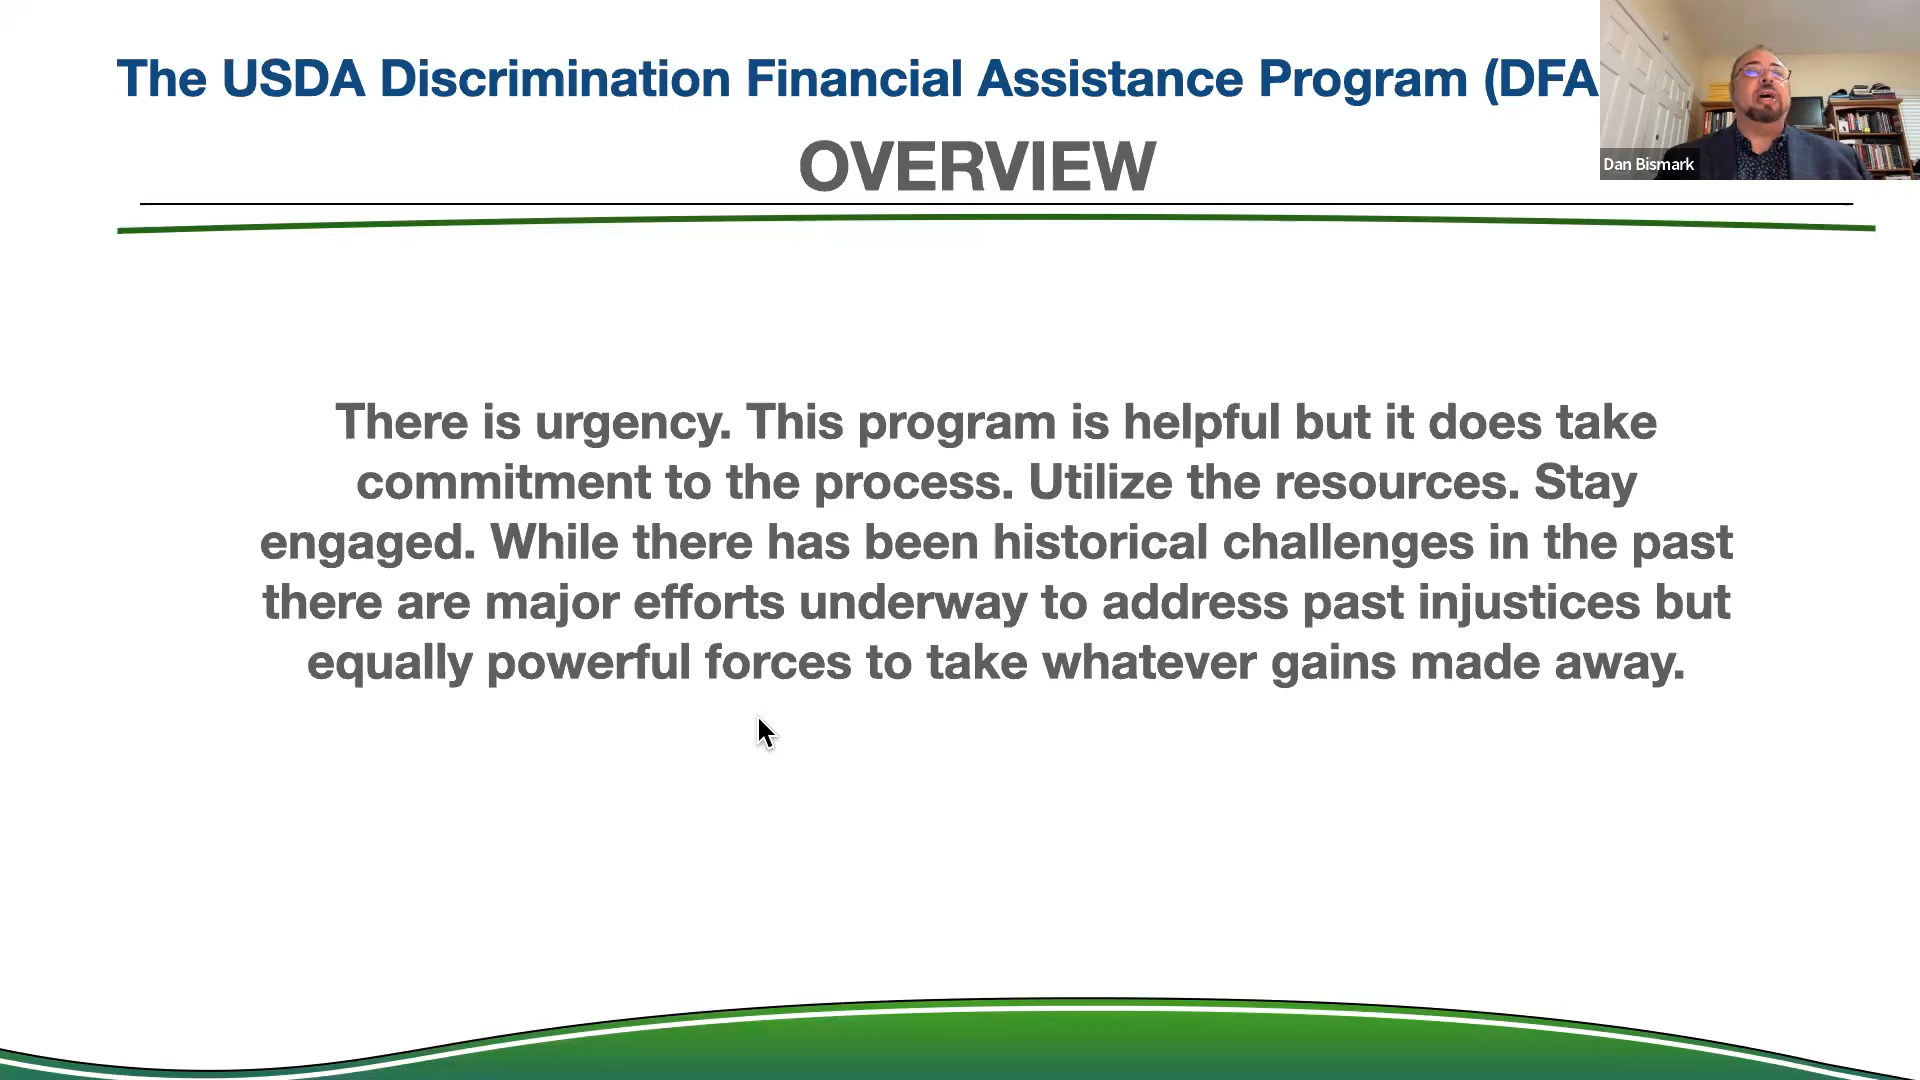 The USDA Discrimination Financial Assistance Program (DFA
OVERVIEW
Dan Bismark
There is urgency. This program is helpful but it does take
commitment to the process. Utilize the resources. Stay
engaged. While there has been historical challenges in the past
there are major efforts underway to address past injustices but
equally powerful forces to take whatever gains made away.